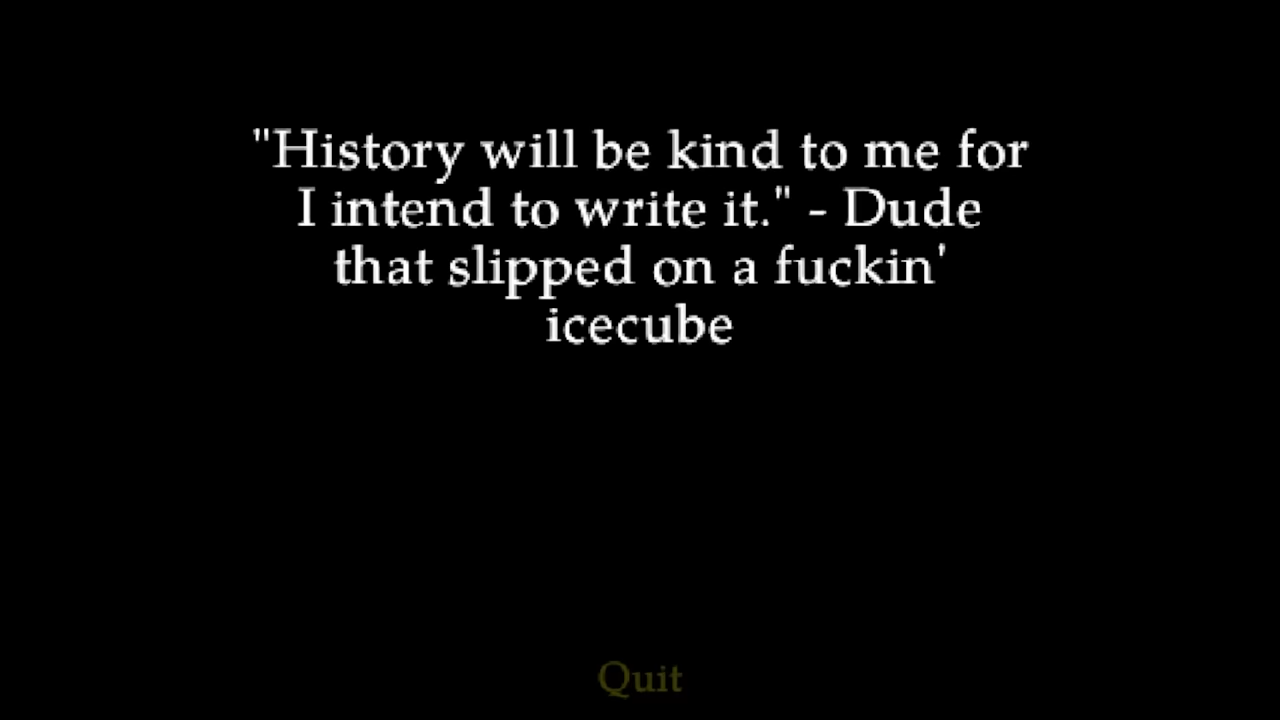 "History will be kind to me for
I intend to write it." - Dude
that slipped on a fuckin'
icecube
Quit